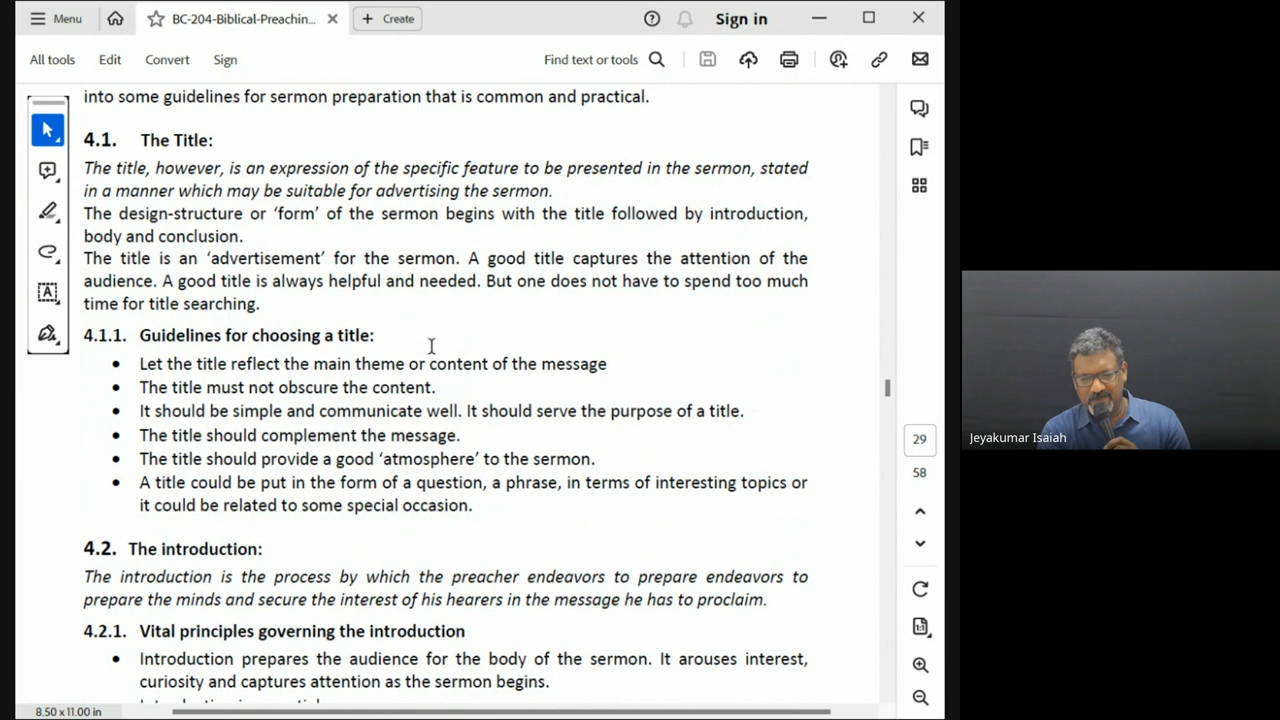 Menu
BC-204-Biblical-Preachin...
Create
Sign in
All tools
Edit
Convert
Sign
Find text or tools
into some guidelines for sermon preparation that is common and practical.
4.1. The Title:
The title, however, is an expression of the specific feature to be presented in the sermon, stated
in a manner which may be suitable for advertising the sermon.
The design-structure or ‘form’ of the sermon begins with the title followed by introduction,
body and conclusion.
The title is an ‘advertisement’ for the sermon. A good title captures the attention of the
audience. A good title is always helpful and needed. But one does not have to spend too much
time for title searching.
4.1.1. Guidelines for choosing a title:
• Let the title reflect the main theme or content of the message
• The title must not obscure the content.
• It should be simple and communicate well. It should serve the purpose of a title.
• The title should complement the message.
• The title should provide a good ‘atmosphere’ to the sermon.
• A title could be put in the form of a question, a phrase, in terms of interesting topics or
it could be related to some special occasion.
4.2. The introduction:
The introduction is the process by which the preacher endeavors to prepare endeavors to
prepare the minds and secure the interest of his hearers in the message he has to proclaim.
4.2.1. Vital principles governing the introduction
• Introduction prepares the audience for the body of the sermon. It arouses interest,
curiosity and captures attention as the sermon begins.
29
58
8.50 x 11.00 in
Jeyakumar Isaiah